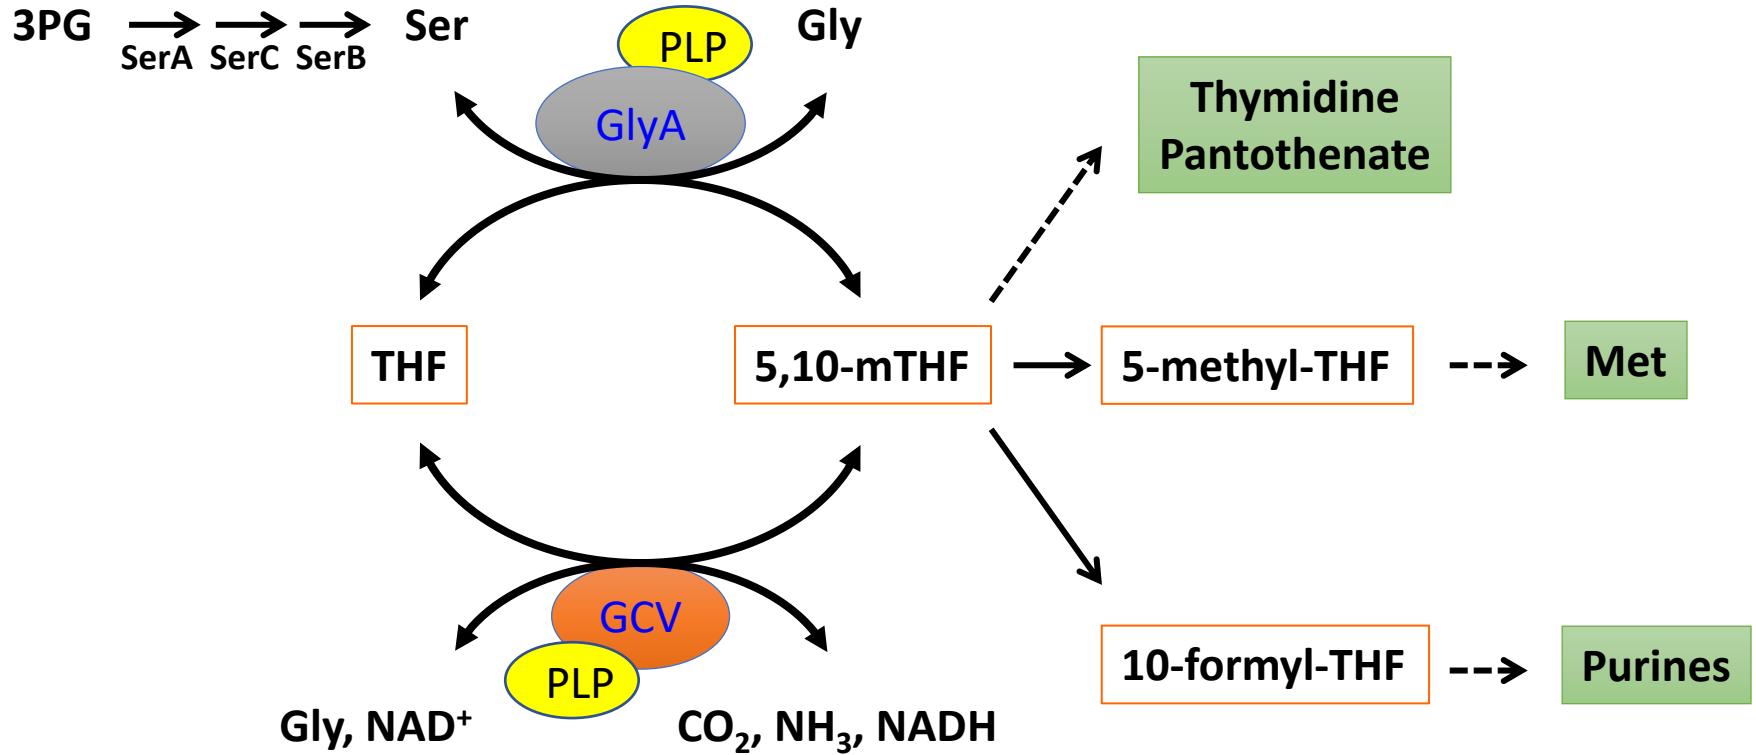 3PG
SerA SerC SerB
Ser
PLP
Gly
GlyA
Thymidine
Pantothenate
THF
5,10-mTHF
5-methyl-THF
Met
GCV
PLP
10-formyl-THF
Purines
Gly, NAD⁺
CO₂, NH₃, NADH